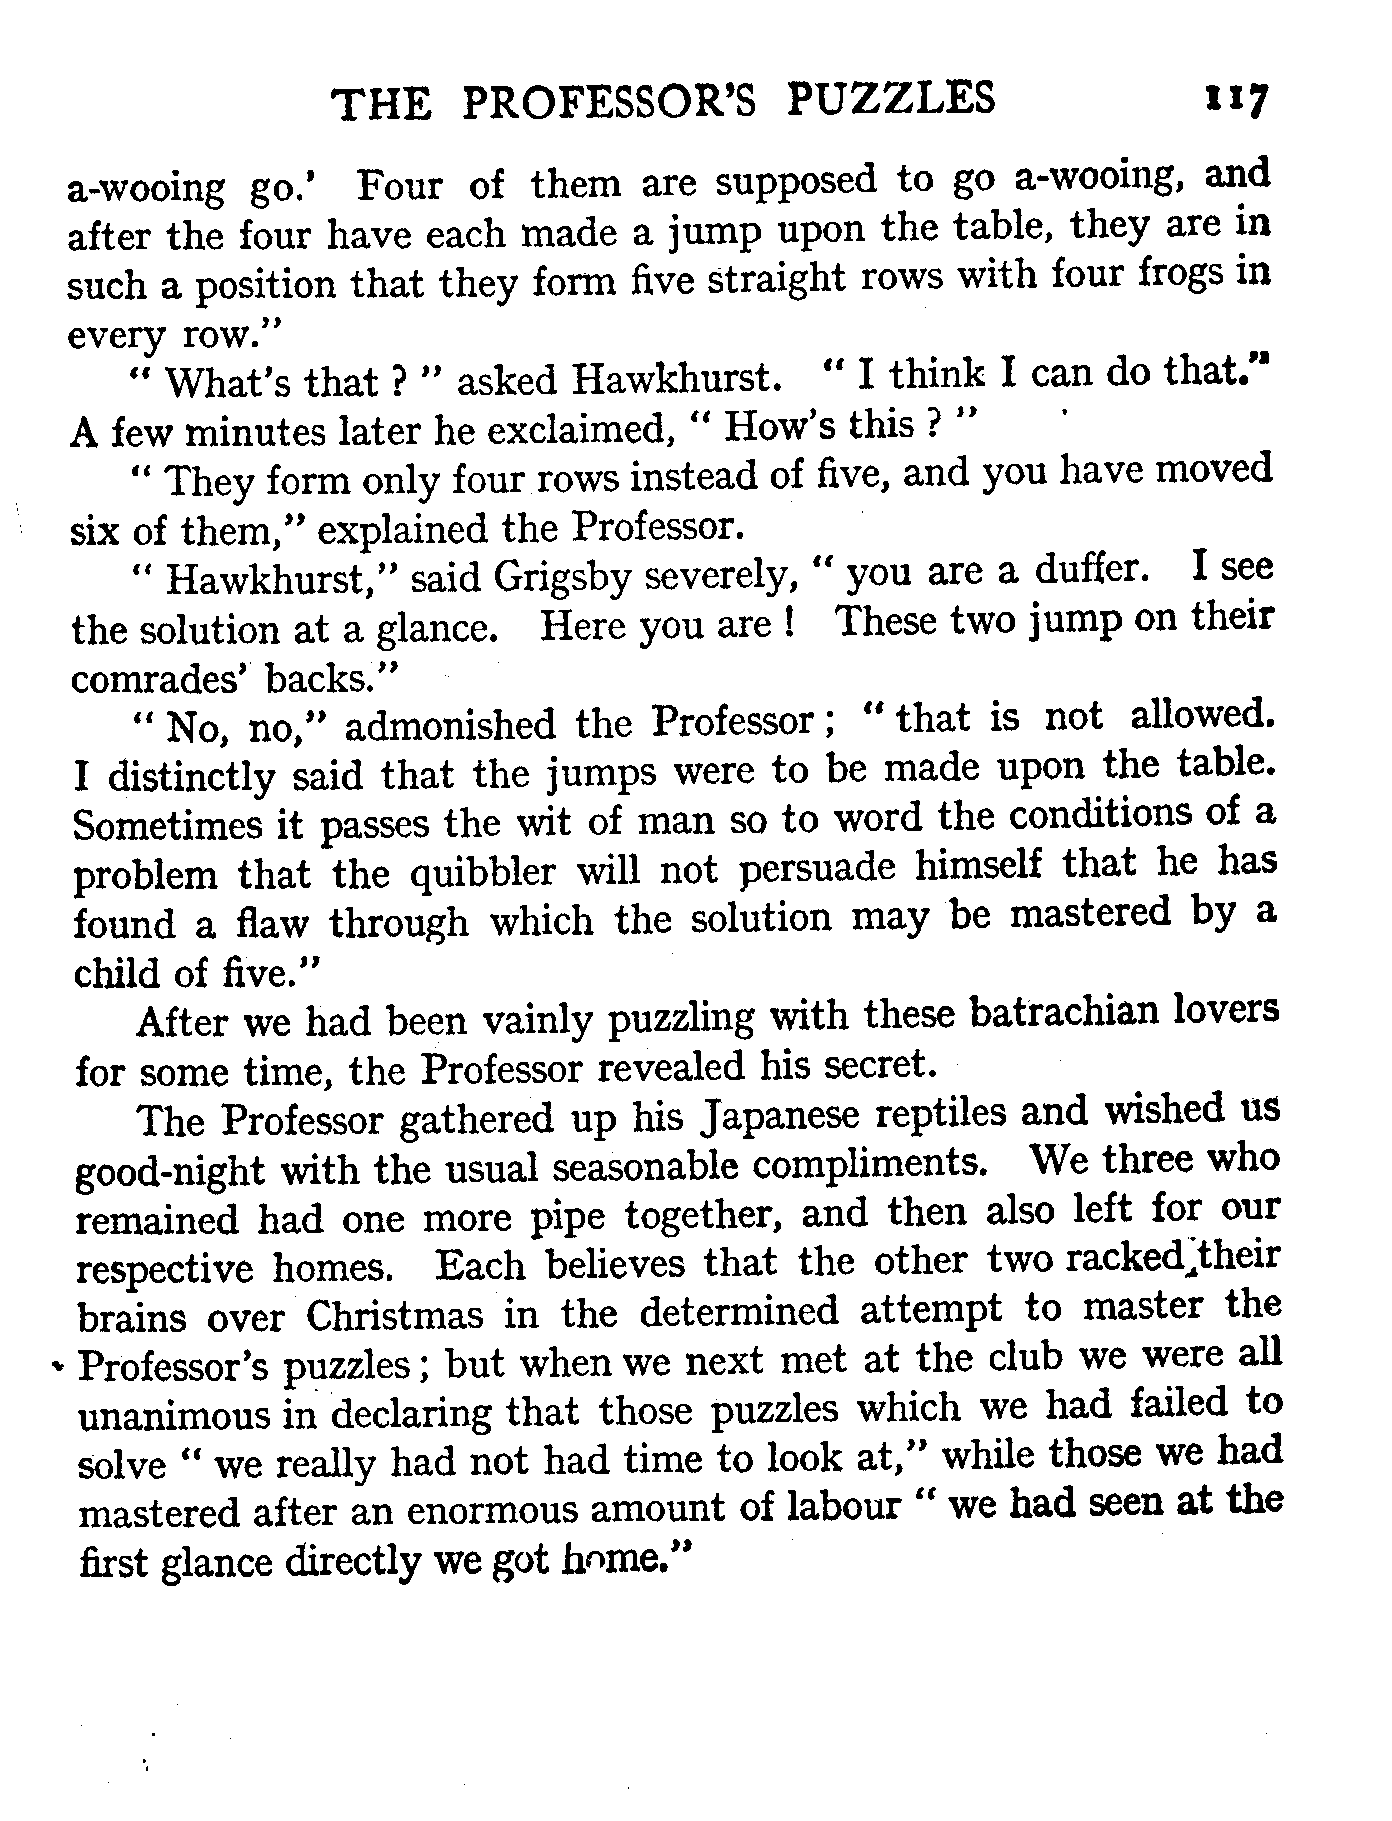 THE PROFESSOR'S PUZZLES 117
a-wooing go.' Four of them are supposed to go a-wooing, and
after the four have each made a jump upon the table, they are in
such a position that they form five straight rows with four frogs in
every row."
" What's that ? " asked Hawkhurst. " I think I can do that."
A few minutes later he exclaimed, " How's this ? "
" They form only four rows instead of five, and you have moved
six of them," explained the Professor.
" Hawkhurst," said Grigsby severely, " you are a duffer. I see
the solution at a glance. Here you are ! These two jump on their
comrades' backs."
" No, no," admonished the Professor ; " that is not allowed.
I distinctly said that the jumps were to be made upon the table.
Sometimes it passes the wit of man so to word the conditions of a
problem that the quibbler will not persuade himself that he has
found a flaw through which the solution may be mastered by a
child of five."
After we had been vainly puzzling with these batrachian lovers
for some time, the Professor revealed his secret.
The Professor gathered up his Japanese reptiles and wished us
good-night with the usual seasonable compliments. We three who
remained had one more pipe together, and then also left for our
respective homes. Each believes that the other two racked their
brains over Christmas in the determined attempt to master the
Professor's puzzles ; but when we next met at the club we were all
unanimous in declaring that those puzzles which we had failed to
solve " we really had not had time to look at," while those we had
mastered after an enormous amount of labour " we had seen at the
first glance directly we got home."